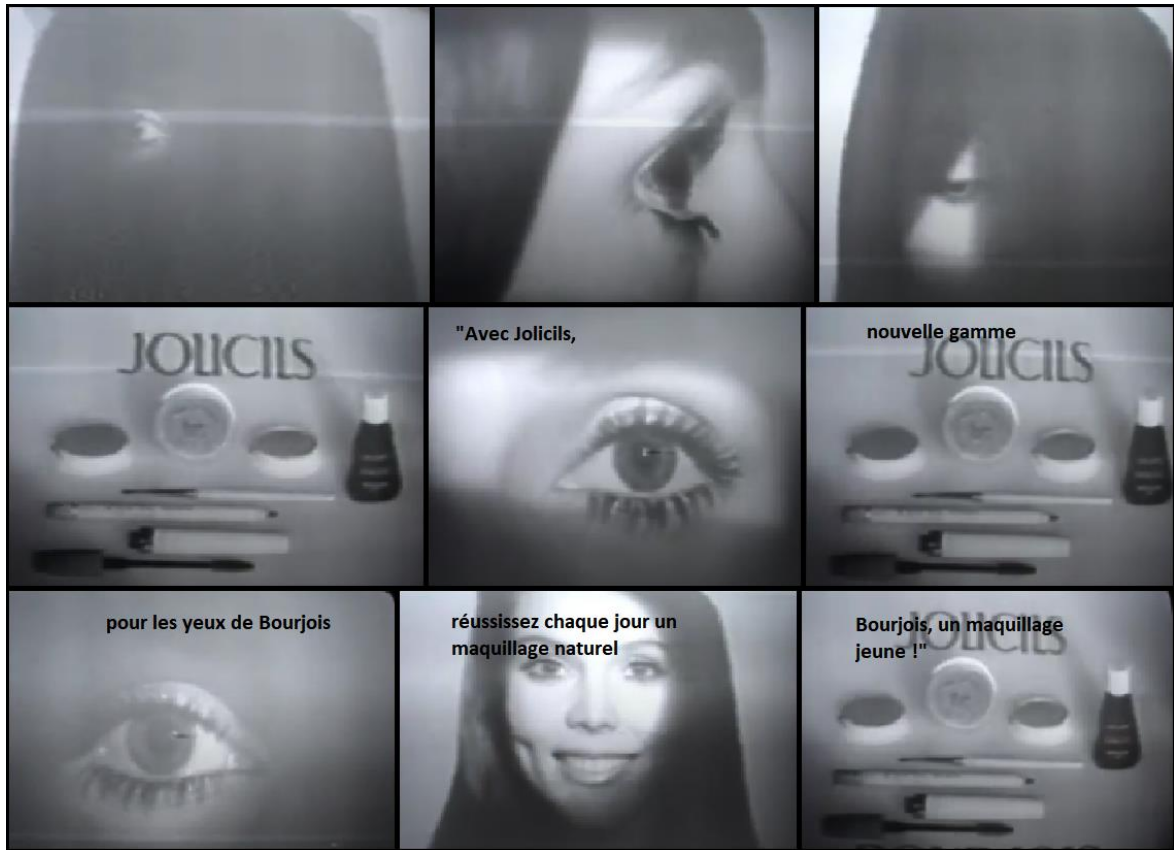 JOLICILS
"Avec Jolicils,
nouvelle gamme
JOLICILS
pour les yeux de Bourjois
réussissez chaque jour un
maquillage naturel
Bourjois, un maquillage
jeune !"
JOLICILS